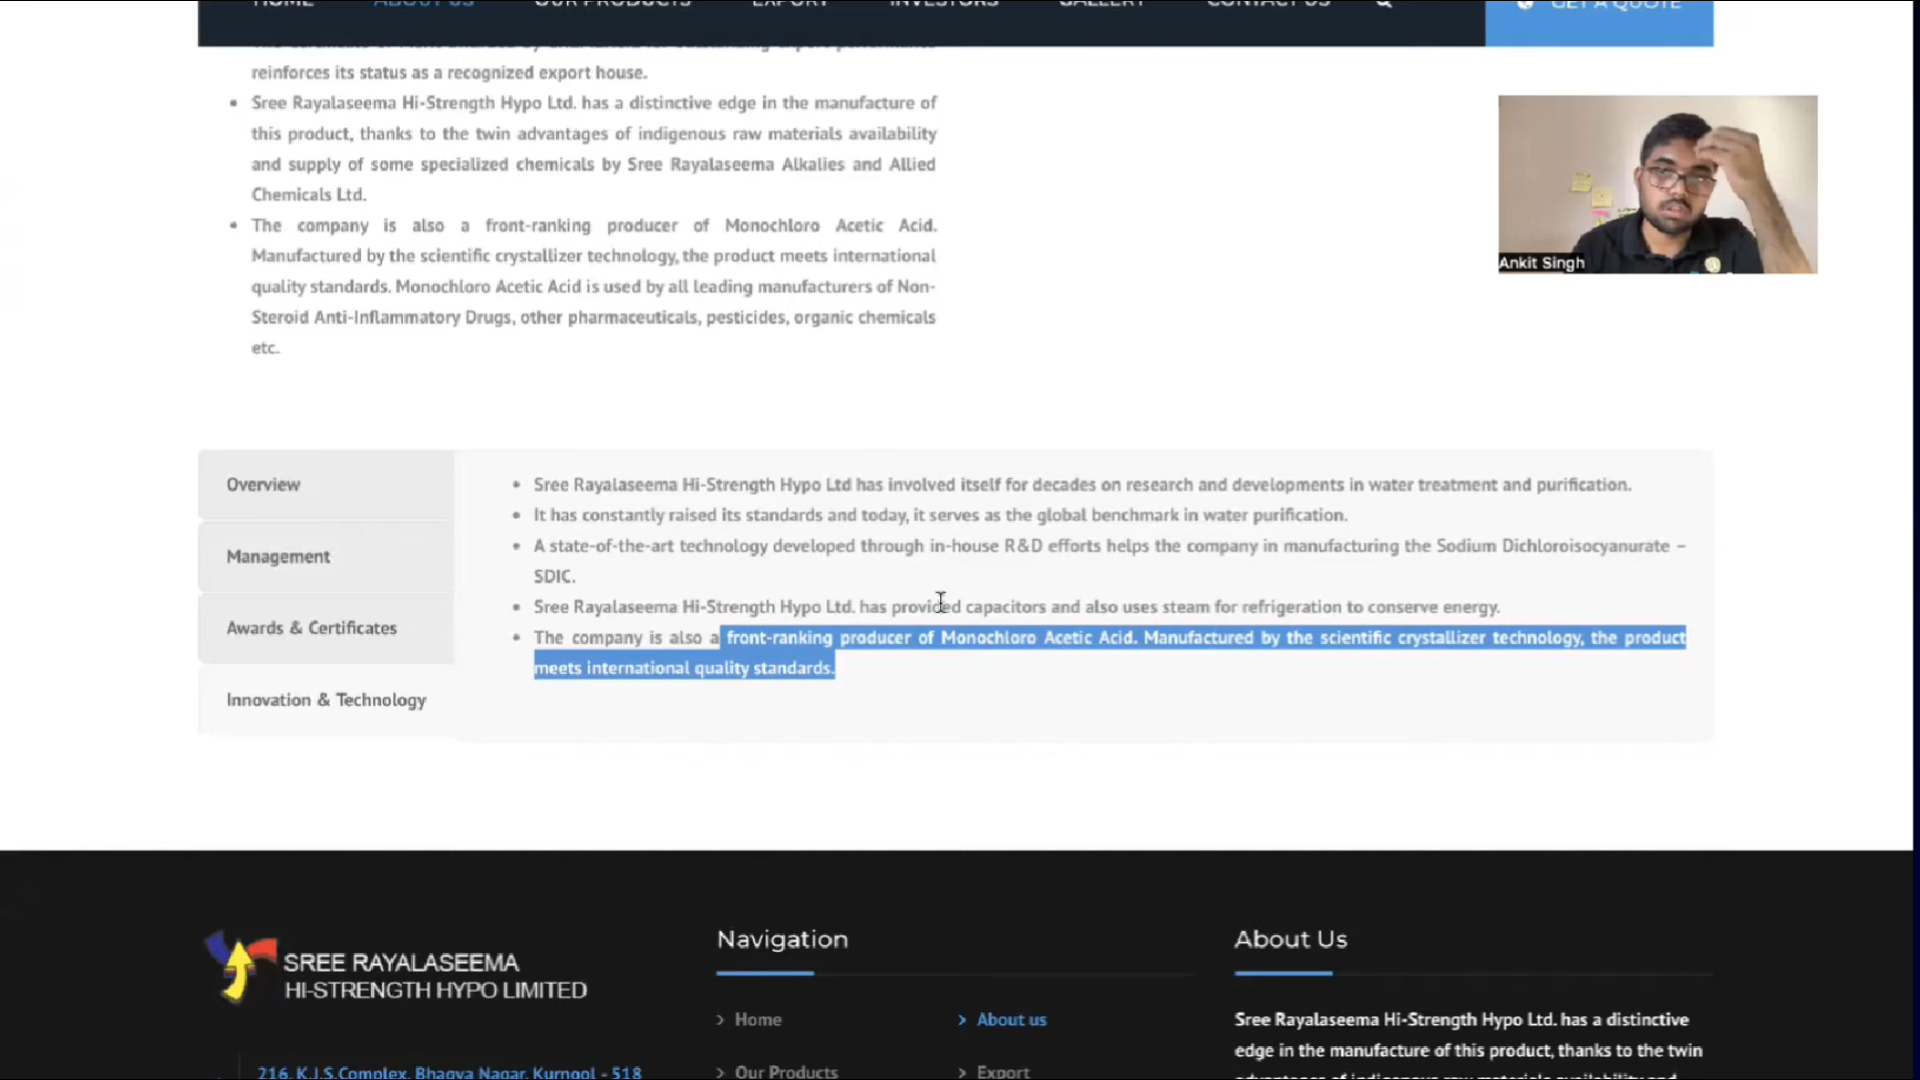 HOME ABOUT US OUR PRODUCTS EXPORT INVESTORS GALLERY CONTACT US GET A QUOTE
reinforces its status as a recognized export house.
• Sree Rayalaseema Hi-Strength Hypo Ltd. has a distinctive edge in the manufacture of
this product, thanks to the twin advantages of indigenous raw materials availability
and supply of some specialized chemicals by Sree Rayalaseema Alkalies and Allied
Chemicals Ltd.
• The company is also a front-ranking producer of Monochloro Acetic Acid.
Manufactured by the scientific crystallizer technology, the product meets international
quality standards. Monochloro Acetic Acid is used by all leading manufacturers of Non-
Steroid Anti-Inflammatory Drugs, other pharmaceuticals, pesticides, organic chemicals
etc.
Ankit Singh
Overview
Management
Awards & Certificates
Innovation & Technology
• Sree Rayalaseema Hi-Strength Hypo Ltd has involved itself for decades on research and developments in water treatment and purification.
• It has constantly raised its standards and today, it serves as the global benchmark in water purification.
• A state-of-the-art technology developed through in-house R&D efforts helps the company in manufacturing the Sodium Dichloroisocyanurate –
SDIC.
• Sree Rayalaseema Hi-Strength Hypo Ltd. has provided capacitors and also uses steam for refrigeration to conserve energy.
• The company is also a front-ranking producer of Monochloro Acetic Acid. Manufactured by the scientific crystallizer technology, the product
meets international quality standards.
SREE RAYALASEEMA
HI-STRENGTH HYPO LIMITED
216, K.J.S.Complex, Bhagya Nagar, Kurnool - 518
Navigation
> Home
> About us
> Our Products
> Export
About Us
Sree Rayalaseema Hi-Strength Hypo Ltd. has a distinctive
edge in the manufacture of this product, thanks to the twin
advantages of indigenous raw materials availability and